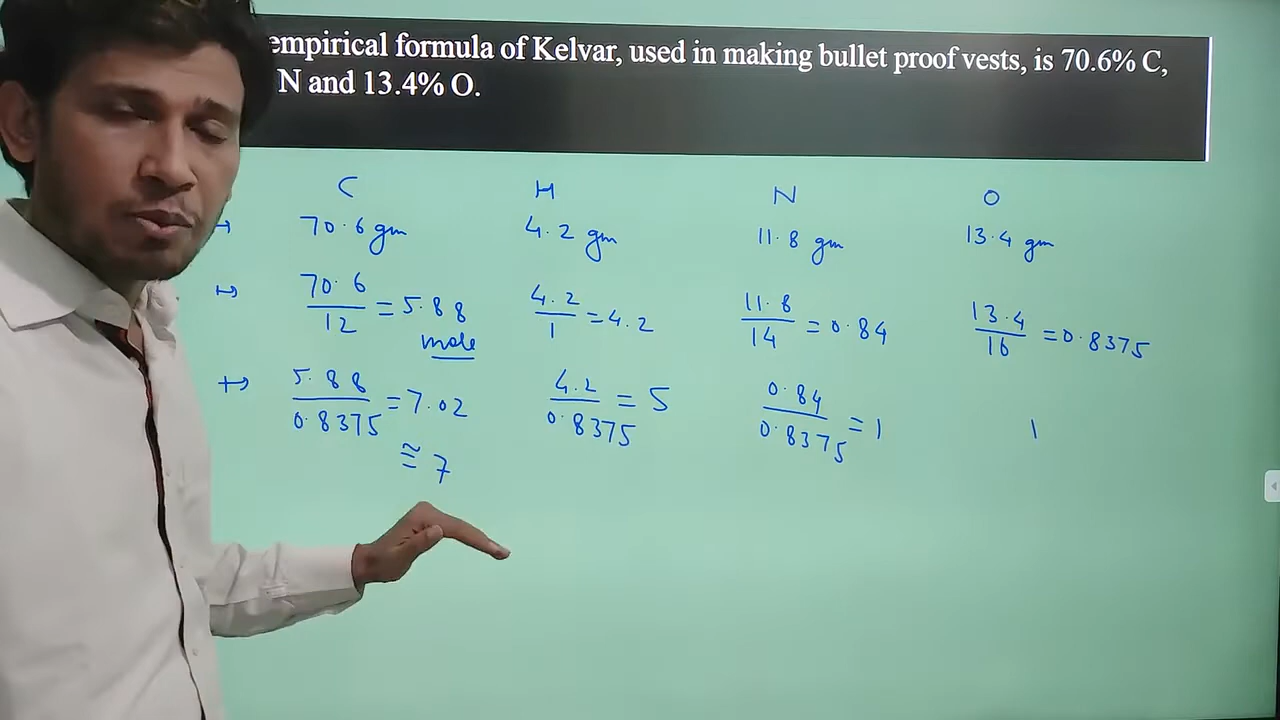 empirical formula of Kelvar, used in making bullet proof vests, is 70.6% C,
N and 13.4% O.
C H N O
→ 70.6 gm 4.2 gm 11.8 gm 13.4 gm
↦ 70.6/12 = 5.88 mole 4.2/1 = 4.2 11.8/14 = 0.84 13.4/16 = 0.8375
↦ 5.88/0.8375 = 7.02 4.2/0.8375 = 5 0.84/0.8375 = 1 1
≅ 7